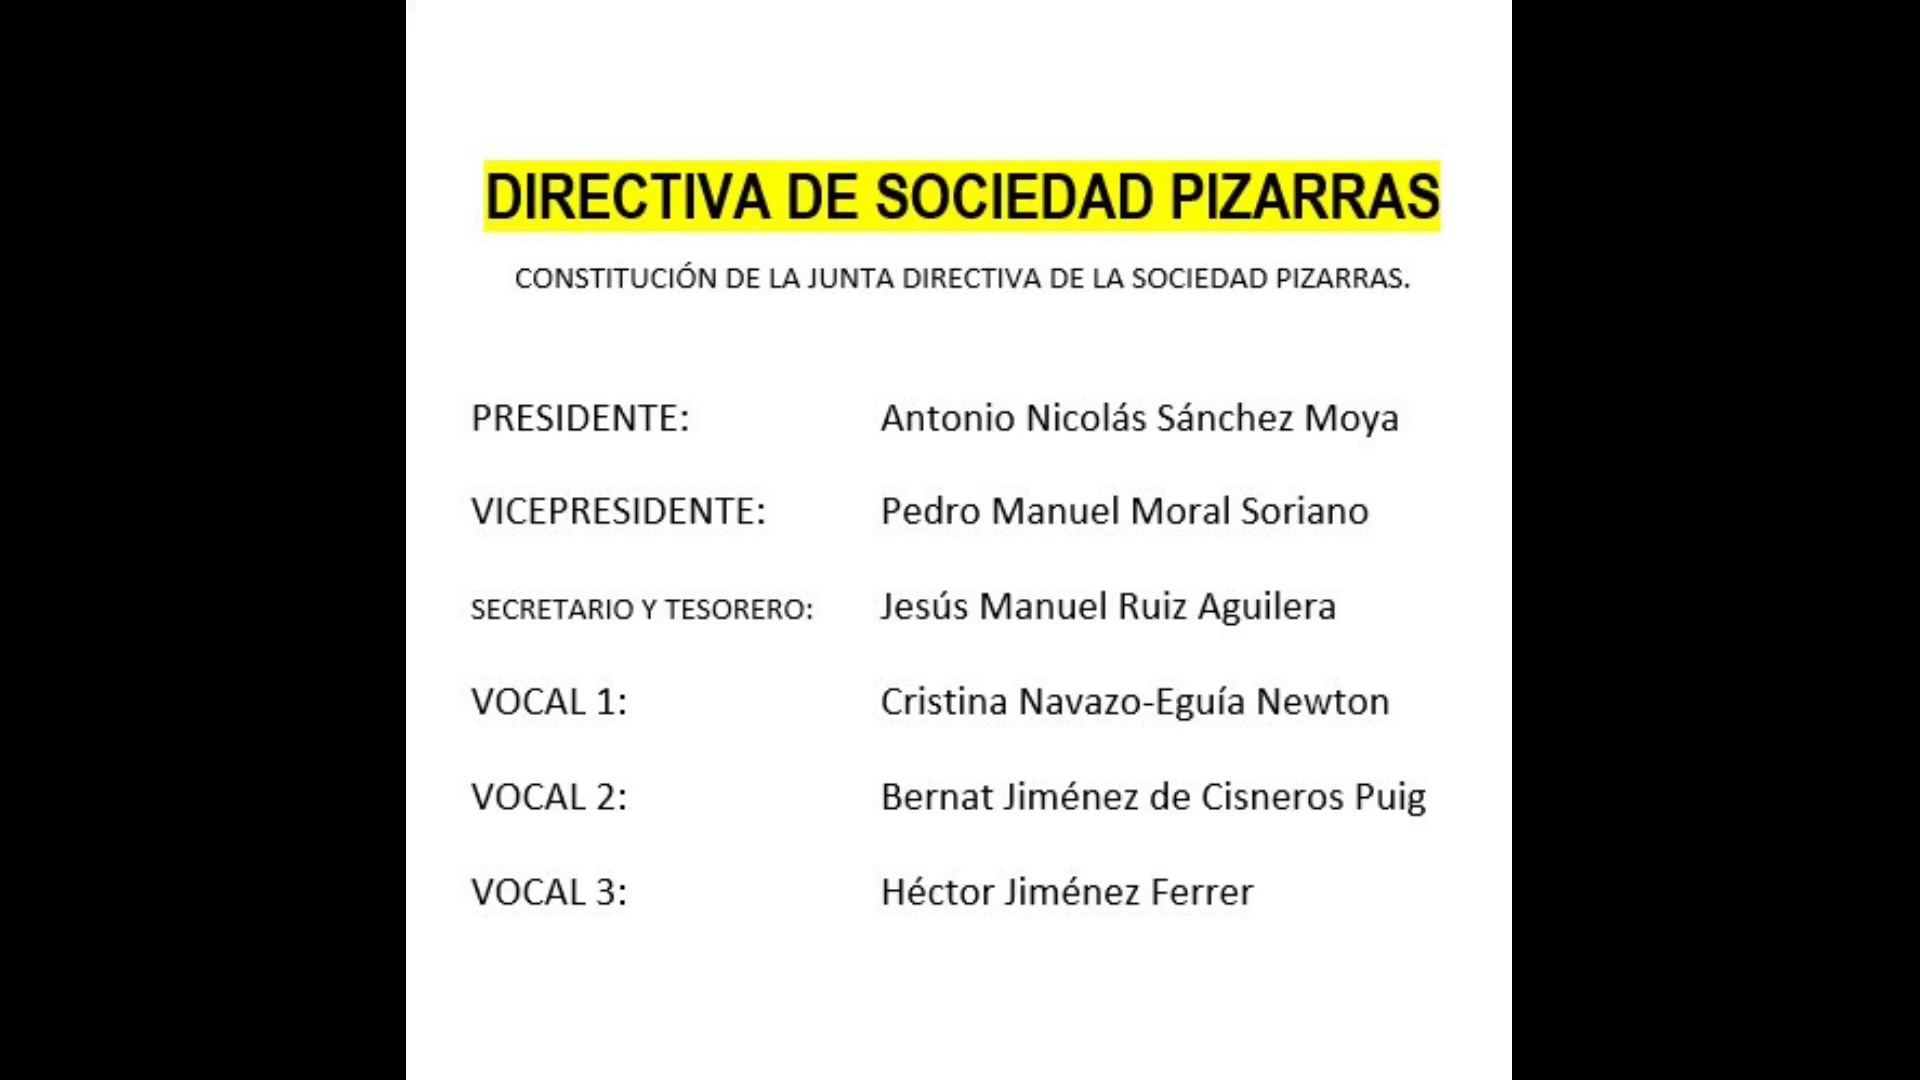 DIRECTIVA DE SOCIEDAD PIZARRAS
CONSTITUCIÓN DE LA JUNTA DIRECTIVA DE LA SOCIEDAD PIZARRAS.
PRESIDENTE: Antonio Nicolás Sánchez Moya
VICEPRESIDENTE: Pedro Manuel Moral Soriano
SECRETARIO Y TESORERO: Jesús Manuel Ruiz Aguilera
VOCAL 1: Cristina Navazo-Eguía Newton
VOCAL 2: Bernat Jiménez de Cisneros Puig
VOCAL 3: Héctor Jiménez Ferrer